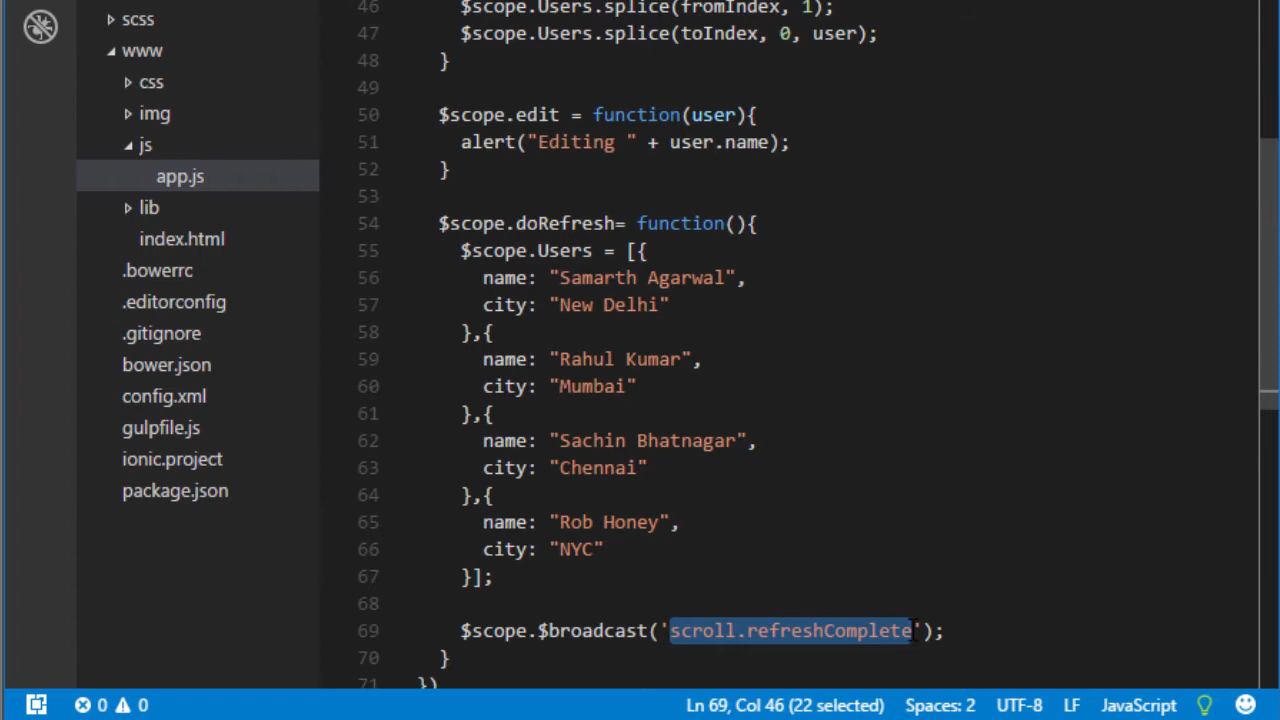 scss
www
css
img
js
app.js
lib
index.html
.bowerrc
.editorconfig
.gitignore
bower.json
config.xml
gulpfile.js
ionic.project
package.json
46 $scope.Users.splice(fromIndex, 1);
47 $scope.Users.splice(toIndex, 0, user);
48 }
49
50 $scope.edit = function(user){
51 alert("Editing " + user.name);
52 }
53
54 $scope.doRefresh= function(){
55 $scope.Users = [{
56 name: "Samarth Agarwal",
57 city: "New Delhi"
58 },{
59 name: "Rahul Kumar",
60 city: "Mumbai"
61 },{
62 name: "Sachin Bhatnagar",
63 city: "Chennai"
64 },{
65 name: "Rob Honey",
66 city: "NYC"
67 }];
68
69 $scope.$broadcast('scroll.refreshComplete');
70 }
71 })
0 0 Ln 69, Col 46 (22 selected) Spaces: 2 UTF-8 LF JavaScript